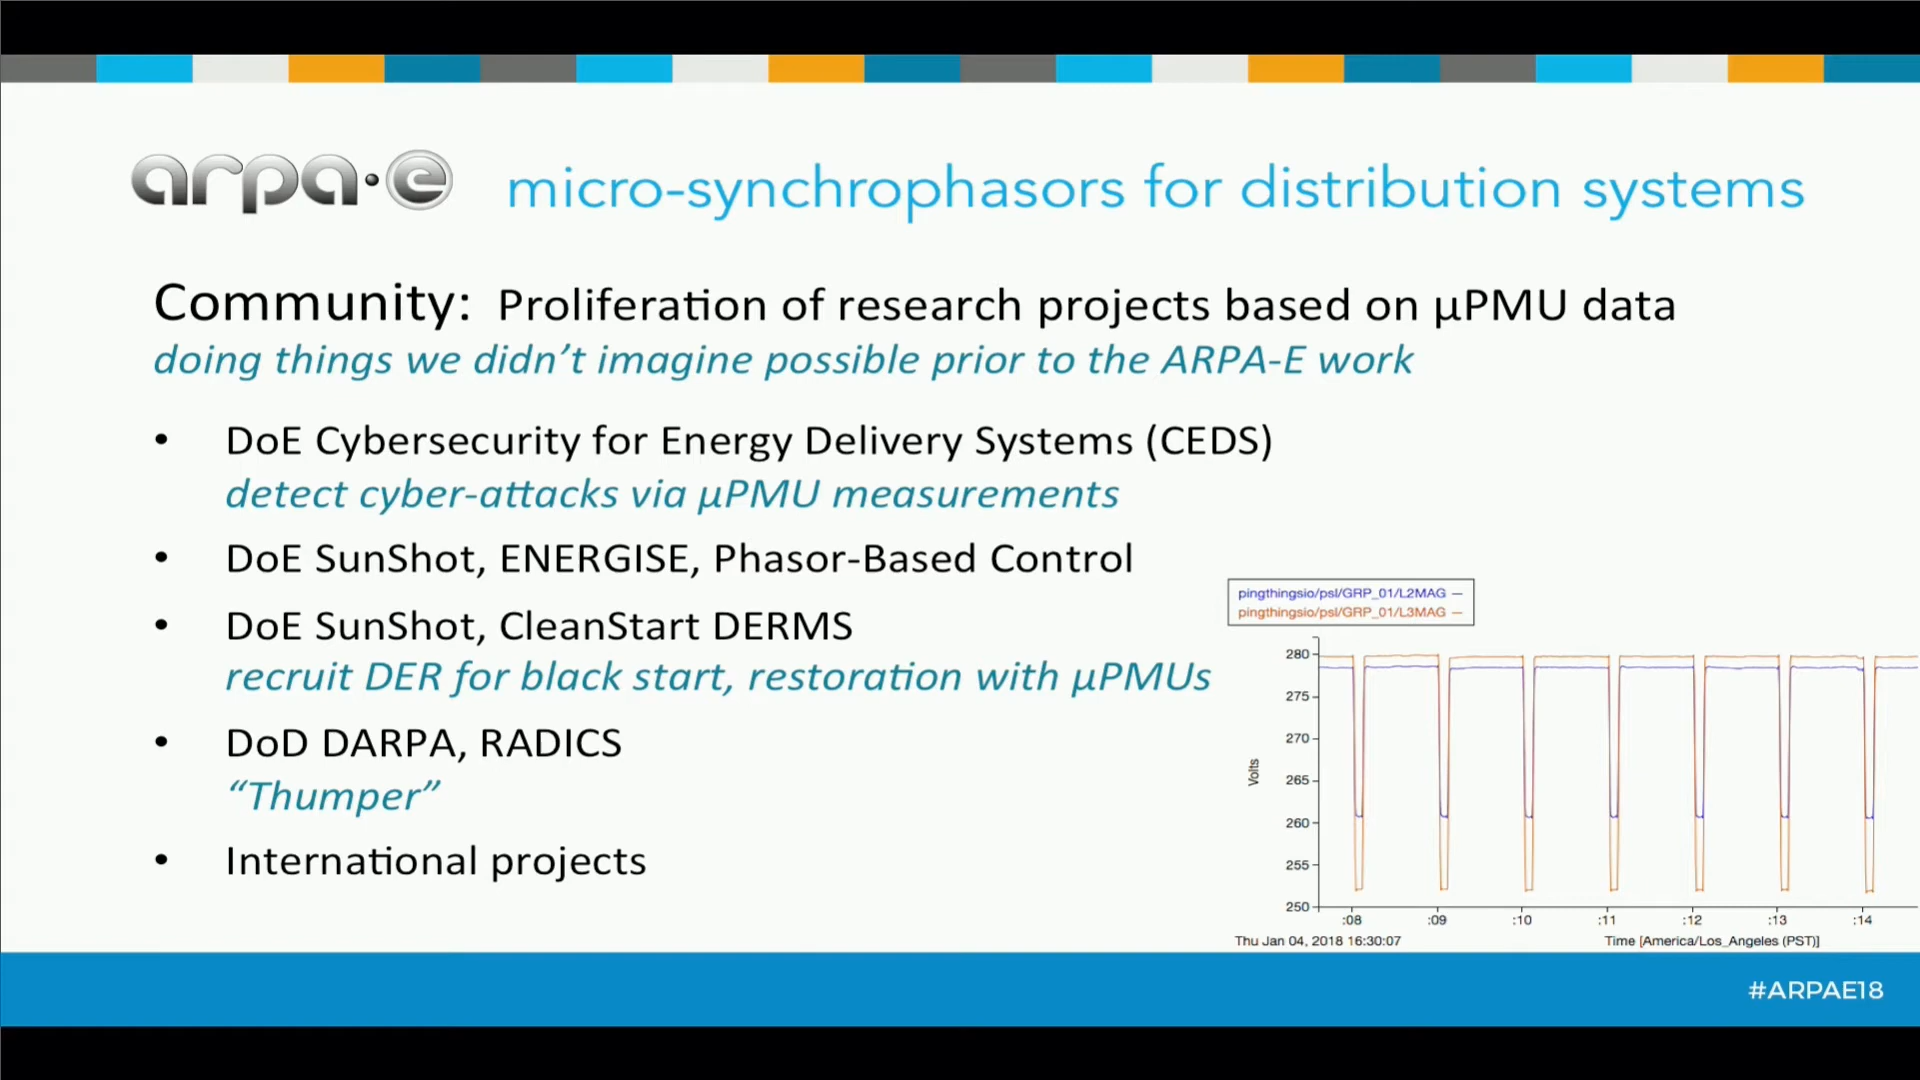 arpa·e micro-synchrophasors for distribution systems
Community: Proliferation of research projects based on µPMU data
doing things we didn’t imagine possible prior to the ARPA-E work
• DoE Cybersecurity for Energy Delivery Systems (CEDS)
detect cyber-attacks via µPMU measurements
• DoE SunShot, ENERGISE, Phasor-Based Control
• DoE SunShot, CleanStart DERMS
recruit DER for black start, restoration with µPMUs
• DoD DARPA, RADICS
“Thumper”
• International projects
pingthingsio/psl/GRP_01/L2MAG —
pingthingsio/psl/GRP_01/L3MAG —
280
275
270
265
260
255
250
Volts
:08 :09 :10 :11 :12 :13 :14
Thu Jan 04, 2018 16:30:07 Time [America/Los_Angeles (PST)]
#ARPAE18